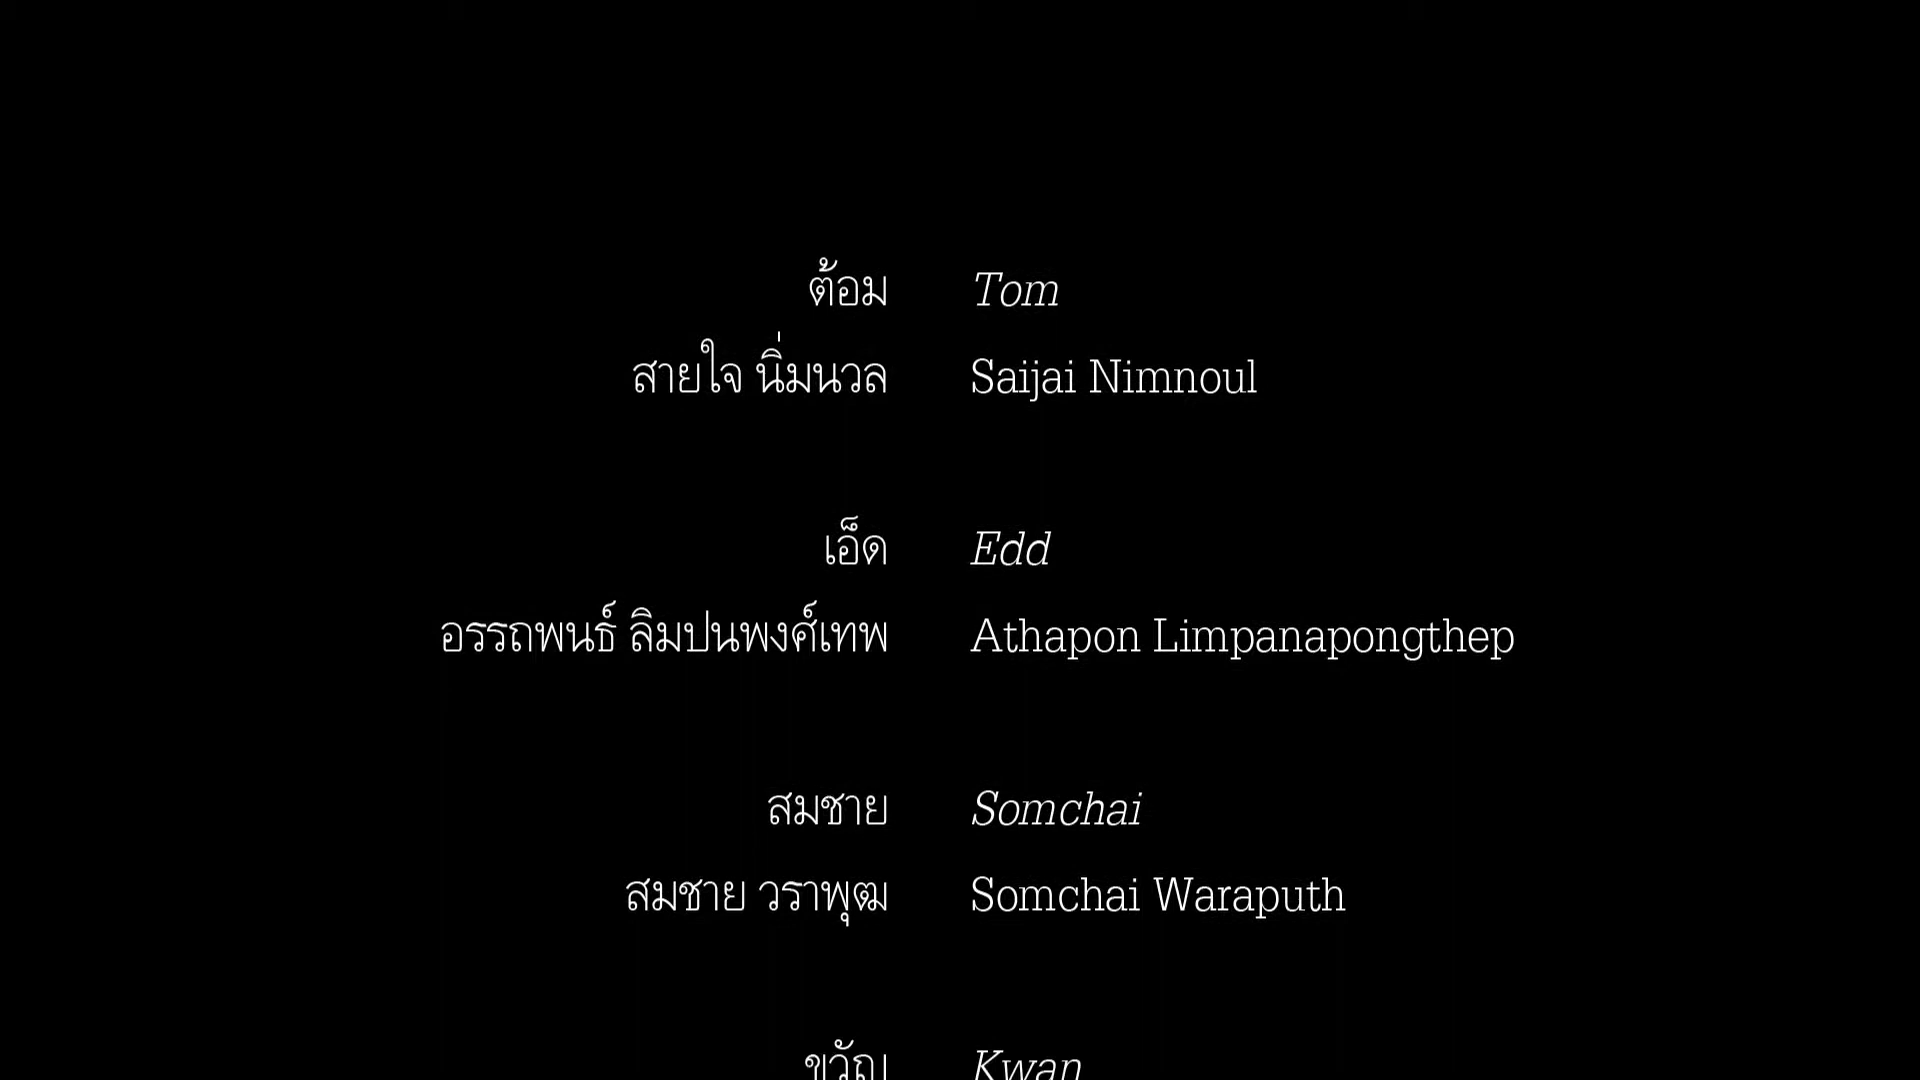 ต้อม Tom
สายใจ นิ่มนวล Saijai Nimnoul
เอ็ด Edd
อรรถพนธ์ ลิมปนพงศ์เทพ Athapon Limpanapongthep
สมชาย Somchai
สมชาย วราพุฒ Somchai Waraputh
ขวัญ Kwan